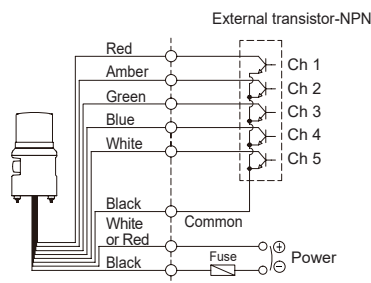 External transistor-NPN
Red
Ch 1
Amber
Ch 2
Green
Ch 3
Blue
Ch 4
White
Ch 5
Black
Common
White
or Red
Fuse
+
Power
Black
−